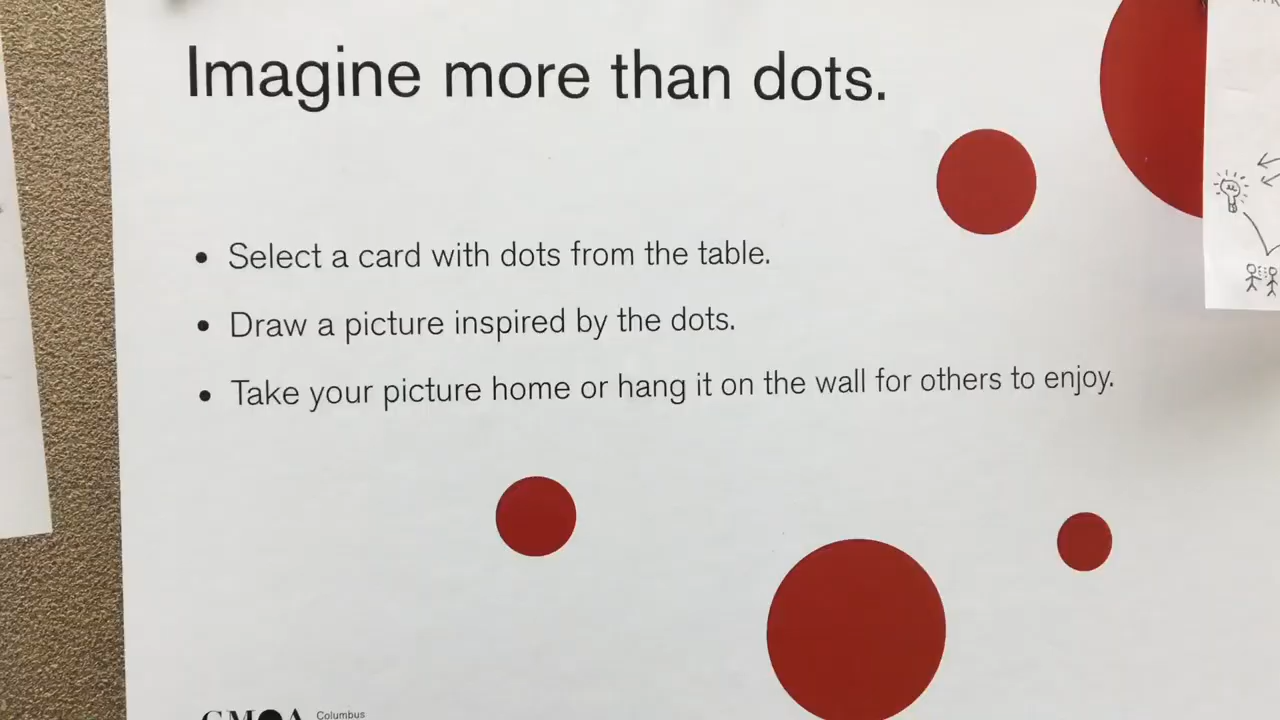 Imagine more than dots.
• Select a card with dots from the table.
• Draw a picture inspired by the dots.
• Take your picture home or hang it on the wall for others to enjoy.
CMOA Columbus